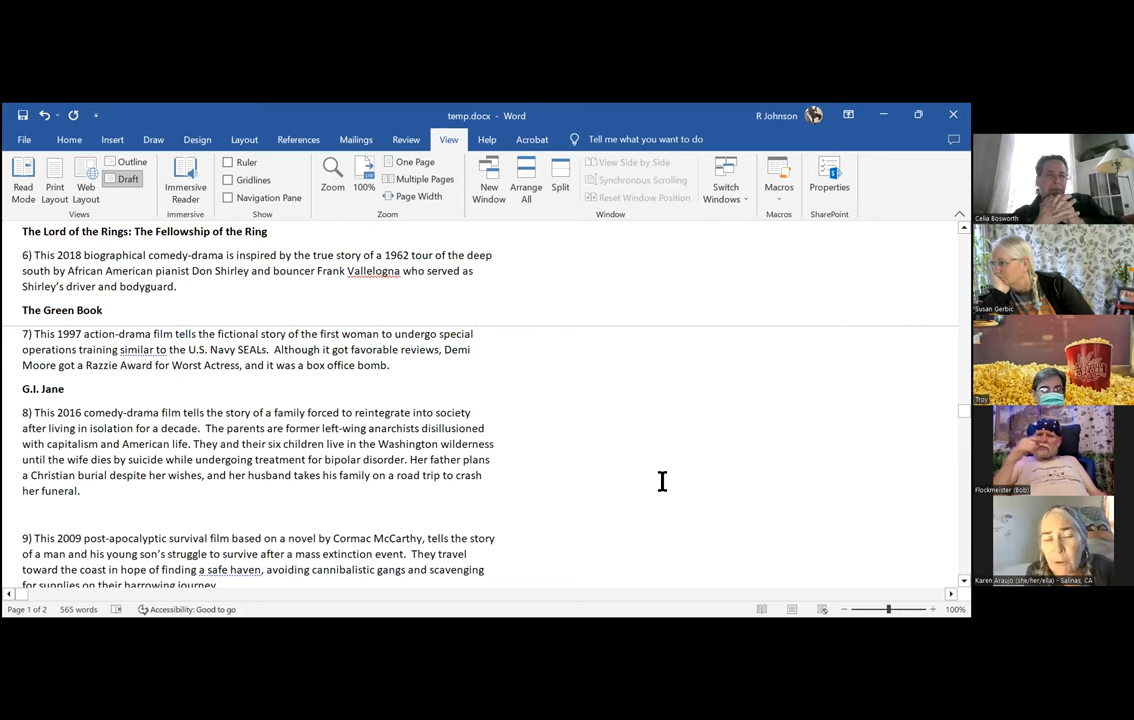 temp.docx - Word
R Johnson
File Home Insert Draw Design Layout References Mailings Review View Help Acrobat Tell me what you want to do
Read Mode
Print Layout
Web Layout
Outline
Draft
Views
Immersive Reader
Immersive
Ruler
Gridlines
Navigation Pane
Show
Zoom
100%
One Page
Multiple Pages
Page Width
Zoom
New Window
Arrange All
Split
View Side by Side
Synchronous Scrolling
Reset Window Position
Window
Switch Windows
Macros
Macros
Properties
SharePoint
The Lord of the Rings: The Fellowship of the Ring
6) This 2018 biographical comedy-drama is inspired by the true story of a 1962 tour of the deep
south by African American pianist Don Shirley and bouncer Frank Vallelogna who served as
Shirley's driver and bodyguard.
The Green Book
7) This 1997 action-drama film tells the fictional story of the first woman to undergo special
operations training similar to the U.S. Navy SEALs. Although it got favorable reviews, Demi
Moore got a Razzie Award for Worst Actress, and it was a box office bomb.
G.I. Jane
8) This 2016 comedy-drama film tells the story of a family forced to reintegrate into society
after living in isolation for a decade. The parents are former left-wing anarchists disillusioned
with capitalism and American life. They and their six children live in the Washington wilderness
until the wife dies by suicide while undergoing treatment for bipolar disorder. Her father plans
a Christian burial despite her wishes, and her husband takes his family on a road trip to crash
her funeral.
9) This 2009 post-apocalyptic survival film based on a novel by Cormac McCarthy, tells the story
of a man and his young son's struggle to survive after a mass extinction event. They travel
toward the coast in hope of finding a safe haven, avoiding cannibalistic gangs and scavenging
for supplies on their harrowing journey.
Page 1 of 2 565 words Accessibility: Good to go 100%
Celia Bosworth
Susan Gerbic
Troy
Flockmeister (Bob)
Karen Araujo (she/her/ella) - Salinas, CA